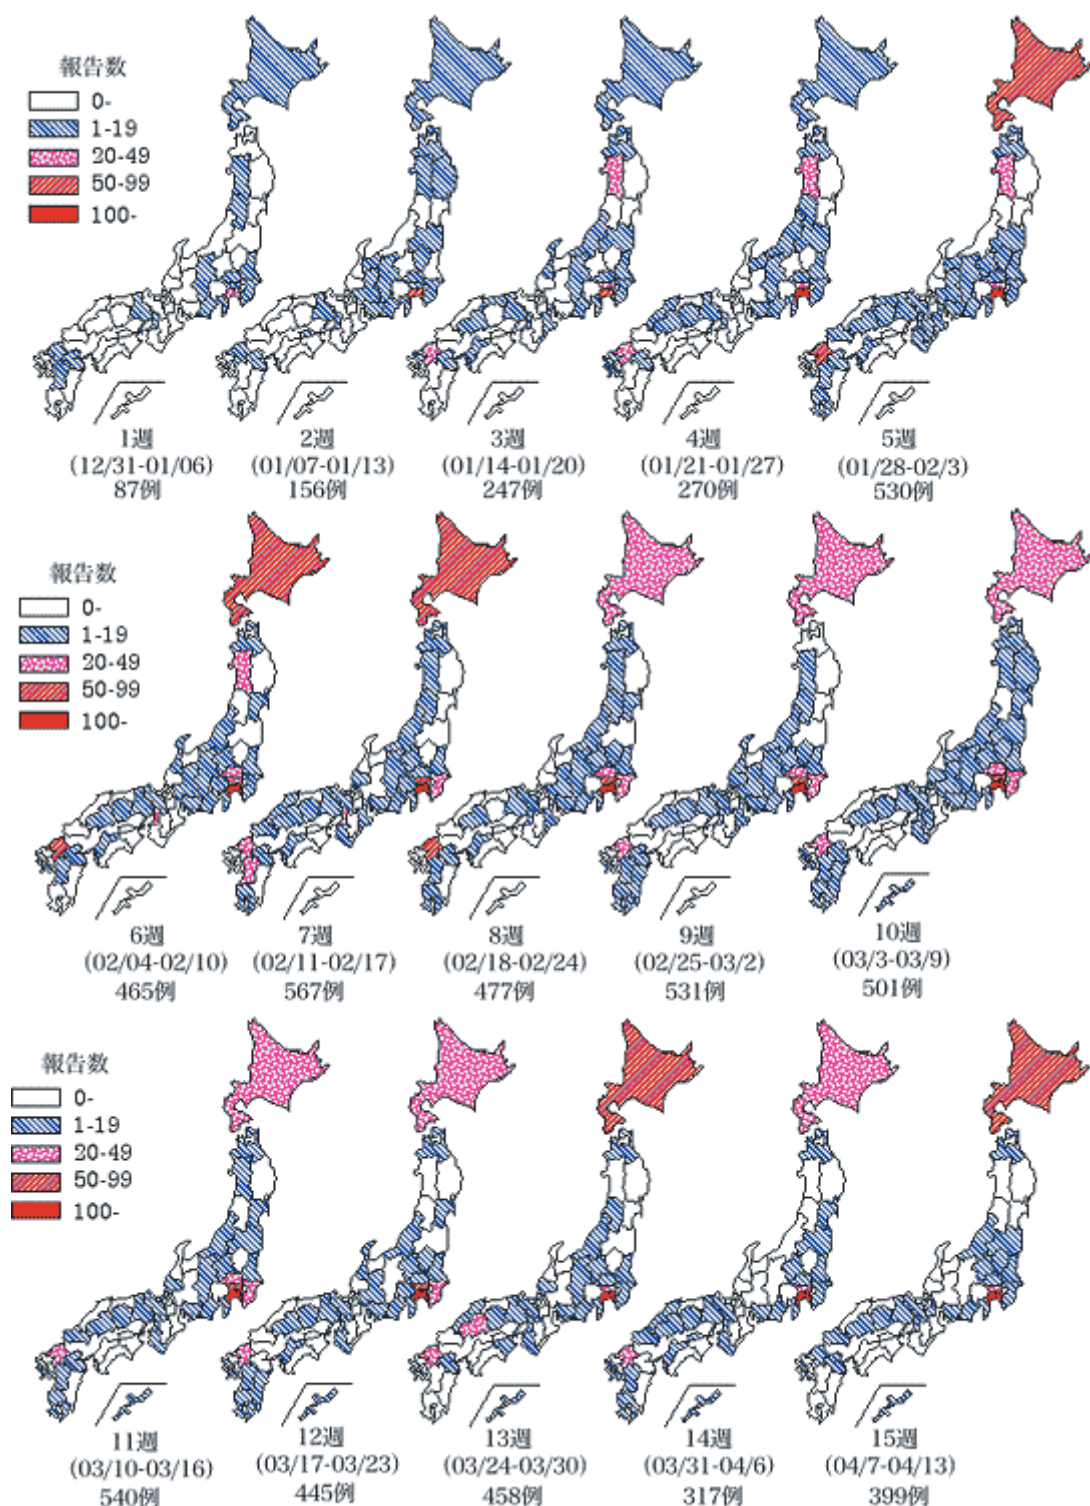 報告数
0-
1-19
20-49
50-99
100-
1週
(12/31-01/06)
87例
2週
(01/07-01/13)
156例
3週
(01/14-01/20)
247例
4週
(01/21-01/27)
270例
5週
(01/28-02/3)
530例
報告数
0-
1-19
20-49
50-99
100-
6週
(02/04-02/10)
465例
7週
(02/11-02/17)
567例
8週
(02/18-02/24)
477例
9週
(02/25-03/2)
531例
10週
(03/3-03/9)
501例
報告数
0-
1-19
20-49
50-99
100-
11週
(03/10-03/16)
540例
12週
(03/17-03/23)
445例
13週
(03/24-03/30)
458例
14週
(03/31-04/6)
317例
15週
(04/7-04/13)
399例